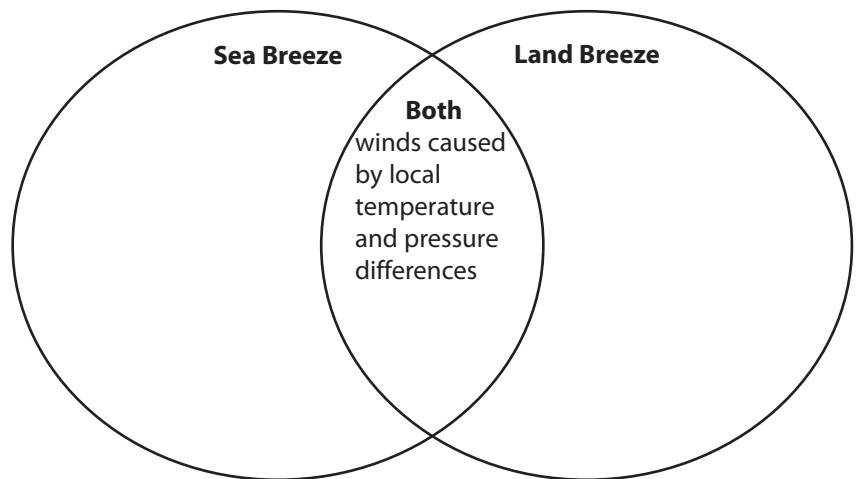 Sea Breeze
Land Breeze
Both
winds caused
by local
temperature
and pressure
differences